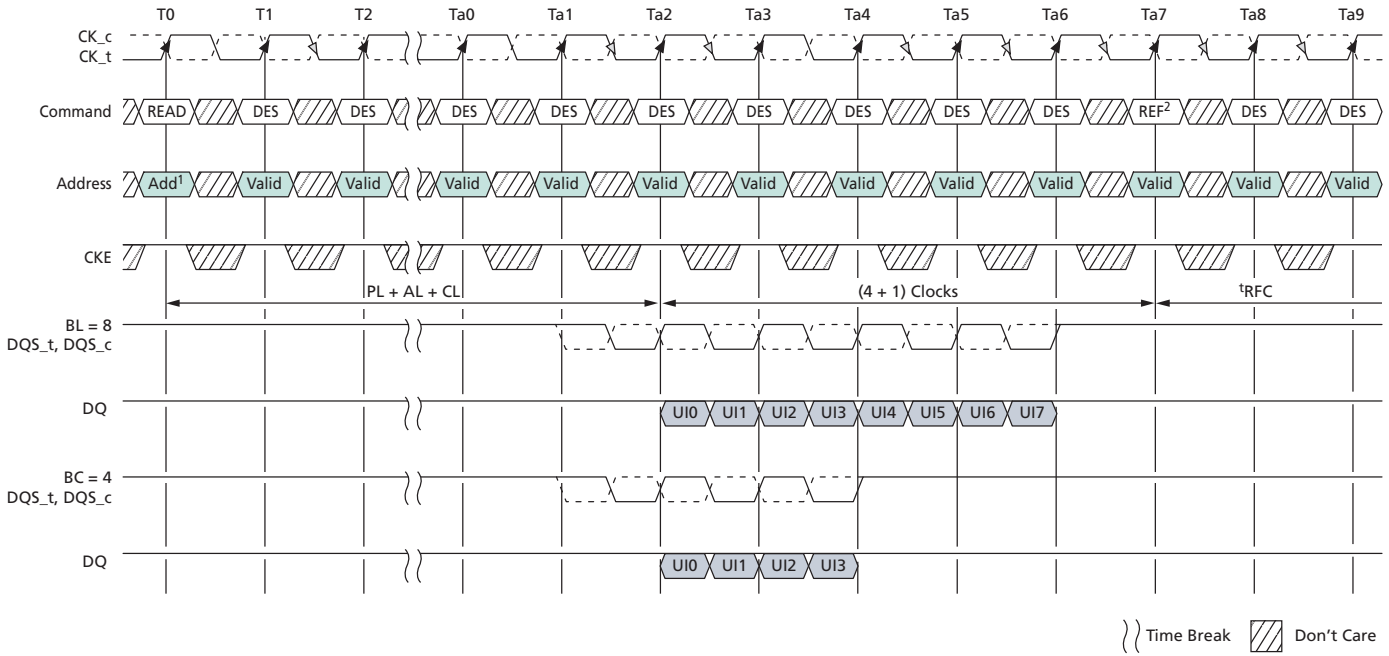 T0 T1 T2 Ta0 Ta1 Ta2 Ta3 Ta4 Ta5 Ta6 Ta7 Ta8 Ta9
CK_c
CK_t
Command READ DES DES DES DES DES DES DES DES DES REF² DES DES
Address Add¹ Valid Valid Valid Valid Valid Valid Valid Valid Valid Valid Valid Valid
CKE
PL + AL + CL (4 + 1) Clocks ᵗRFC
BL = 8
DQS_t, DQS_c
DQ UI0 UI1 UI2 UI3 UI4 UI5 UI6 UI7
BC = 4
DQS_t, DQS_c
DQ UI0 UI1 UI2 UI3
Time Break Don't Care